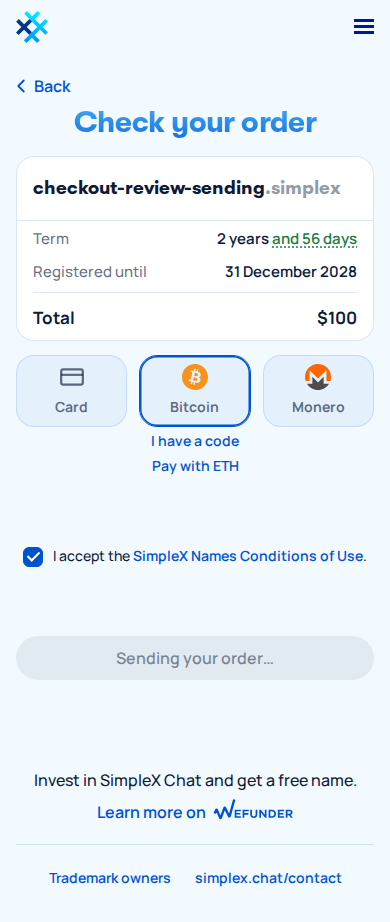 Back
Check your order
checkout-review-sending.simplex
Term 2 years and 56 days
Registered until 31 December 2028
Total $100
Card Bitcoin Monero
I have a code
Pay with ETH
I accept the SimpleX Names Conditions of Use.
Sending your order...
Invest in SimpleX Chat and get a free name.
Learn more on WEFUNDER
Trademark owners simplex.chat/contact